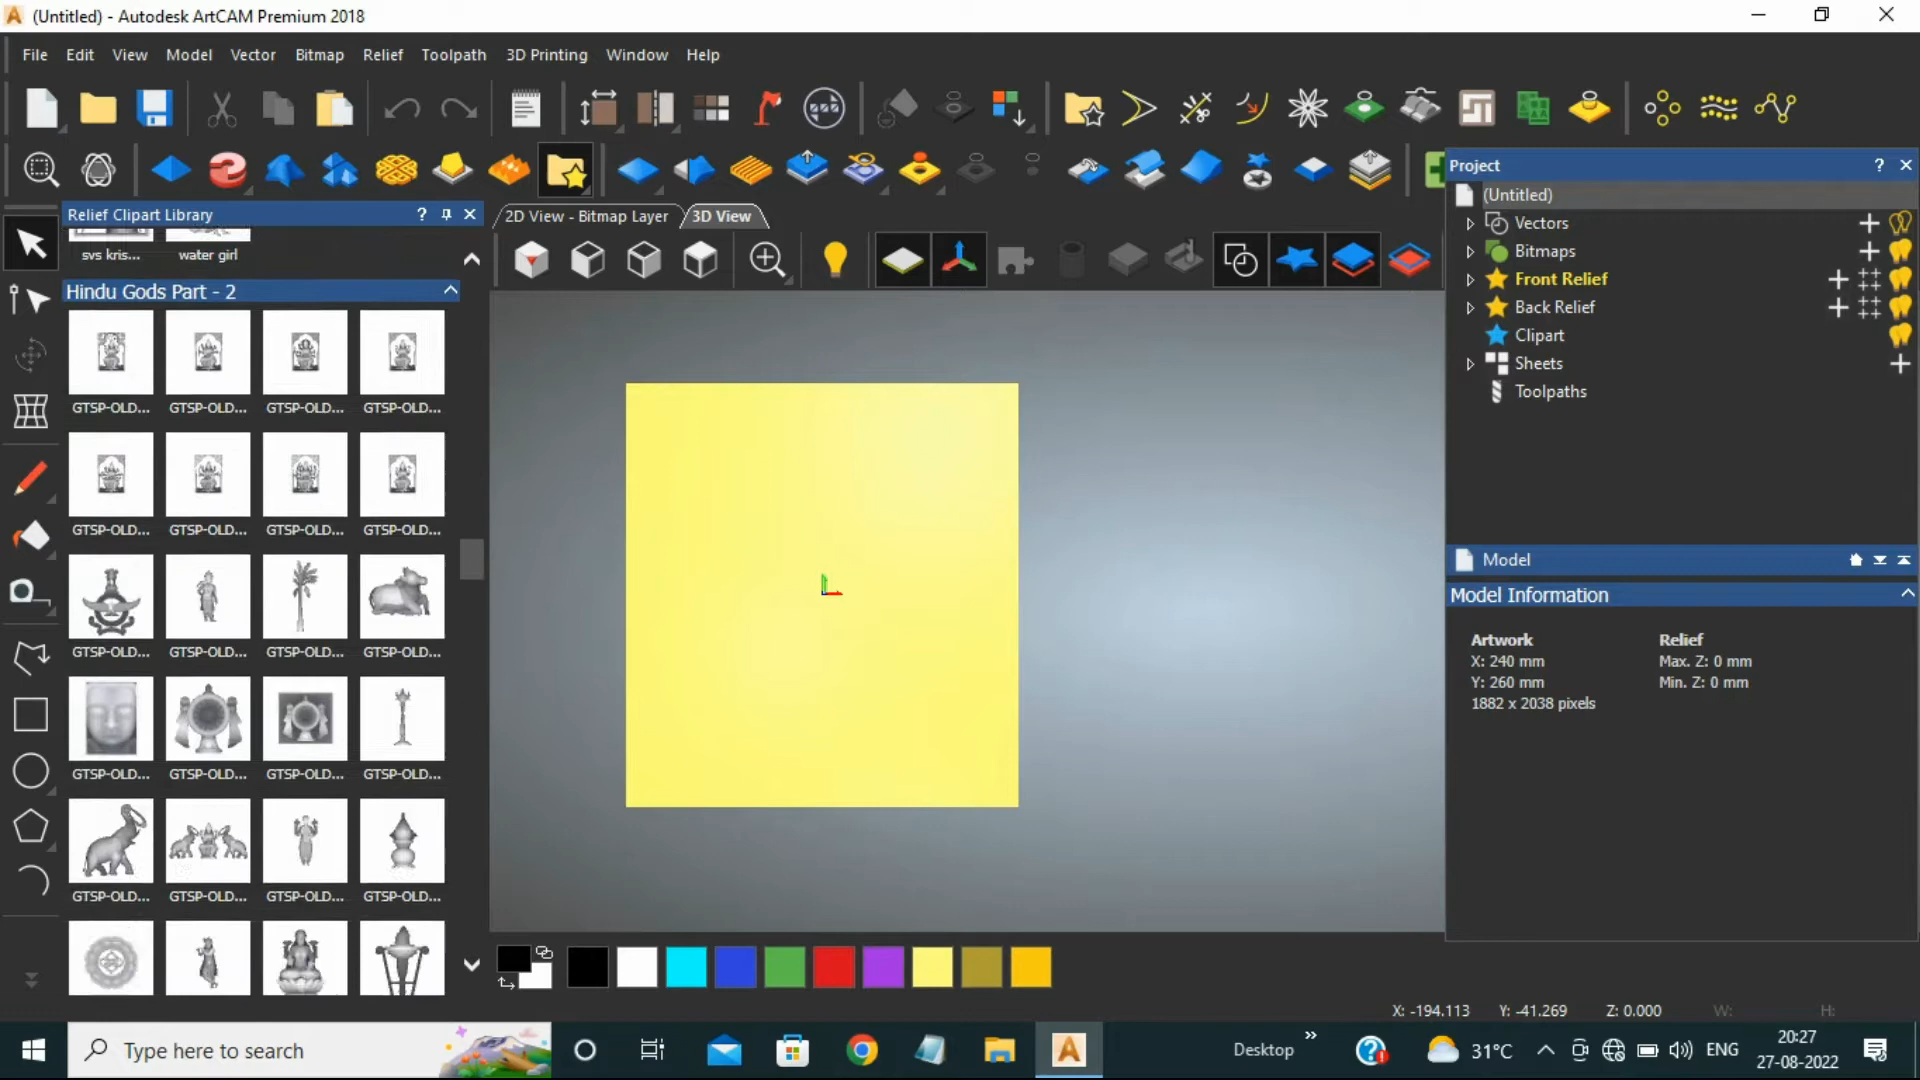 (Untitled) - Autodesk ArtCAM Premium 2018
File Edit View Model Vector Bitmap Relief Toolpath 3D Printing Window Help
Relief Clipart Library ?
svs kris... water girl
Hindu Gods Part - 2
GTSP-OLD... GTSP-OLD... GTSP-OLD... GTSP-OLD...
GTSP-OLD... GTSP-OLD... GTSP-OLD... GTSP-OLD...
GTSP-OLD... GTSP-OLD... GTSP-OLD... GTSP-OLD...
GTSP-OLD... GTSP-OLD... GTSP-OLD... GTSP-OLD...
GTSP-OLD... GTSP-OLD... GTSP-OLD... GTSP-OLD...
2D View - Bitmap Layer 3D View
Project ?
(Untitled)
Vectors
Bitmaps
Front Relief
Back Relief
Clipart
Sheets
Toolpaths
Model
Model Information
Artwork Relief
X: 240 mm Max. Z: 0 mm
Y: 260 mm Min. Z: 0 mm
1882 x 2038 pixels
X: -194.113 Y: -41.269 Z: 0.000 W: H:
Type here to search
Desktop
31°C
ENG
20:27
27-08-2022